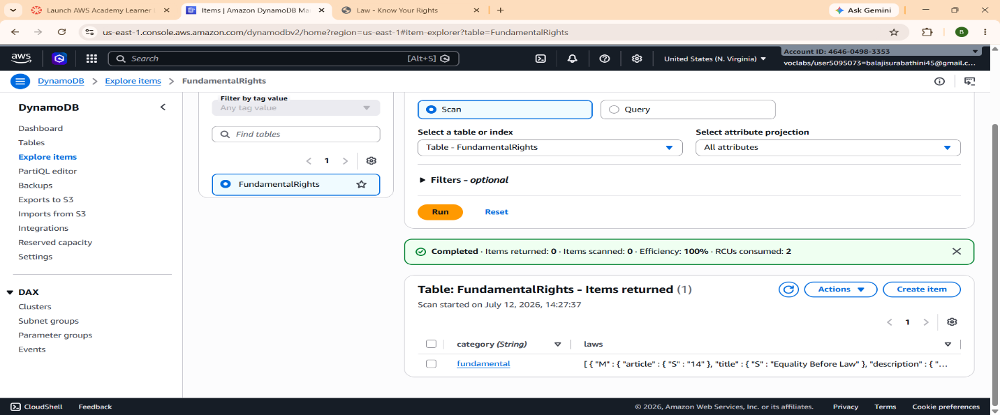 Launch AWS Academy Learner
Items | Amazon DynamoDB Ma
Law - Know Your Rights
Ask Gemini
us-east-1.console.aws.amazon.com/dynamodbv2/home?region=us-east-1#item-explorer?table=FundamentalRights
B
aws
Search
[Alt+S]
United States (N. Virginia)
Account ID: 4646-0498-3353
voclabs/user5095073=balajisurabathini45@gmail.c...
DynamoDB
Explore items
FundamentalRights
DynamoDB
Dashboard
Tables
Explore items
PartiQL editor
Backups
Exports to S3
Imports from S3
Integrations
Reserved capacity
Settings
DAX
Clusters
Subnet groups
Parameter groups
Events
Filter by tag value
Any tag value
Find tables
1
FundamentalRights
Scan
Query
Select a table or index
Select attribute projection
Table - FundamentalRights
All attributes
Filters - optional
Run
Reset
Completed · Items returned: 0 · Items scanned: 0 · Efficiency: 100% · RCUs consumed: 2
Table: FundamentalRights - Items returned (1)
Actions
Create item
Scan started on July 12, 2026, 14:27:37
1
category (String)
laws
fundamental
[ { "M" : { "article" : { "S" : "14" }, "title" : { "S" : "Equality Before Law" }, "description" : { "...
CloudShell
Feedback
© 2026, Amazon Web Services, Inc. or its affiliates.
Privacy
Terms
Cookie preferences